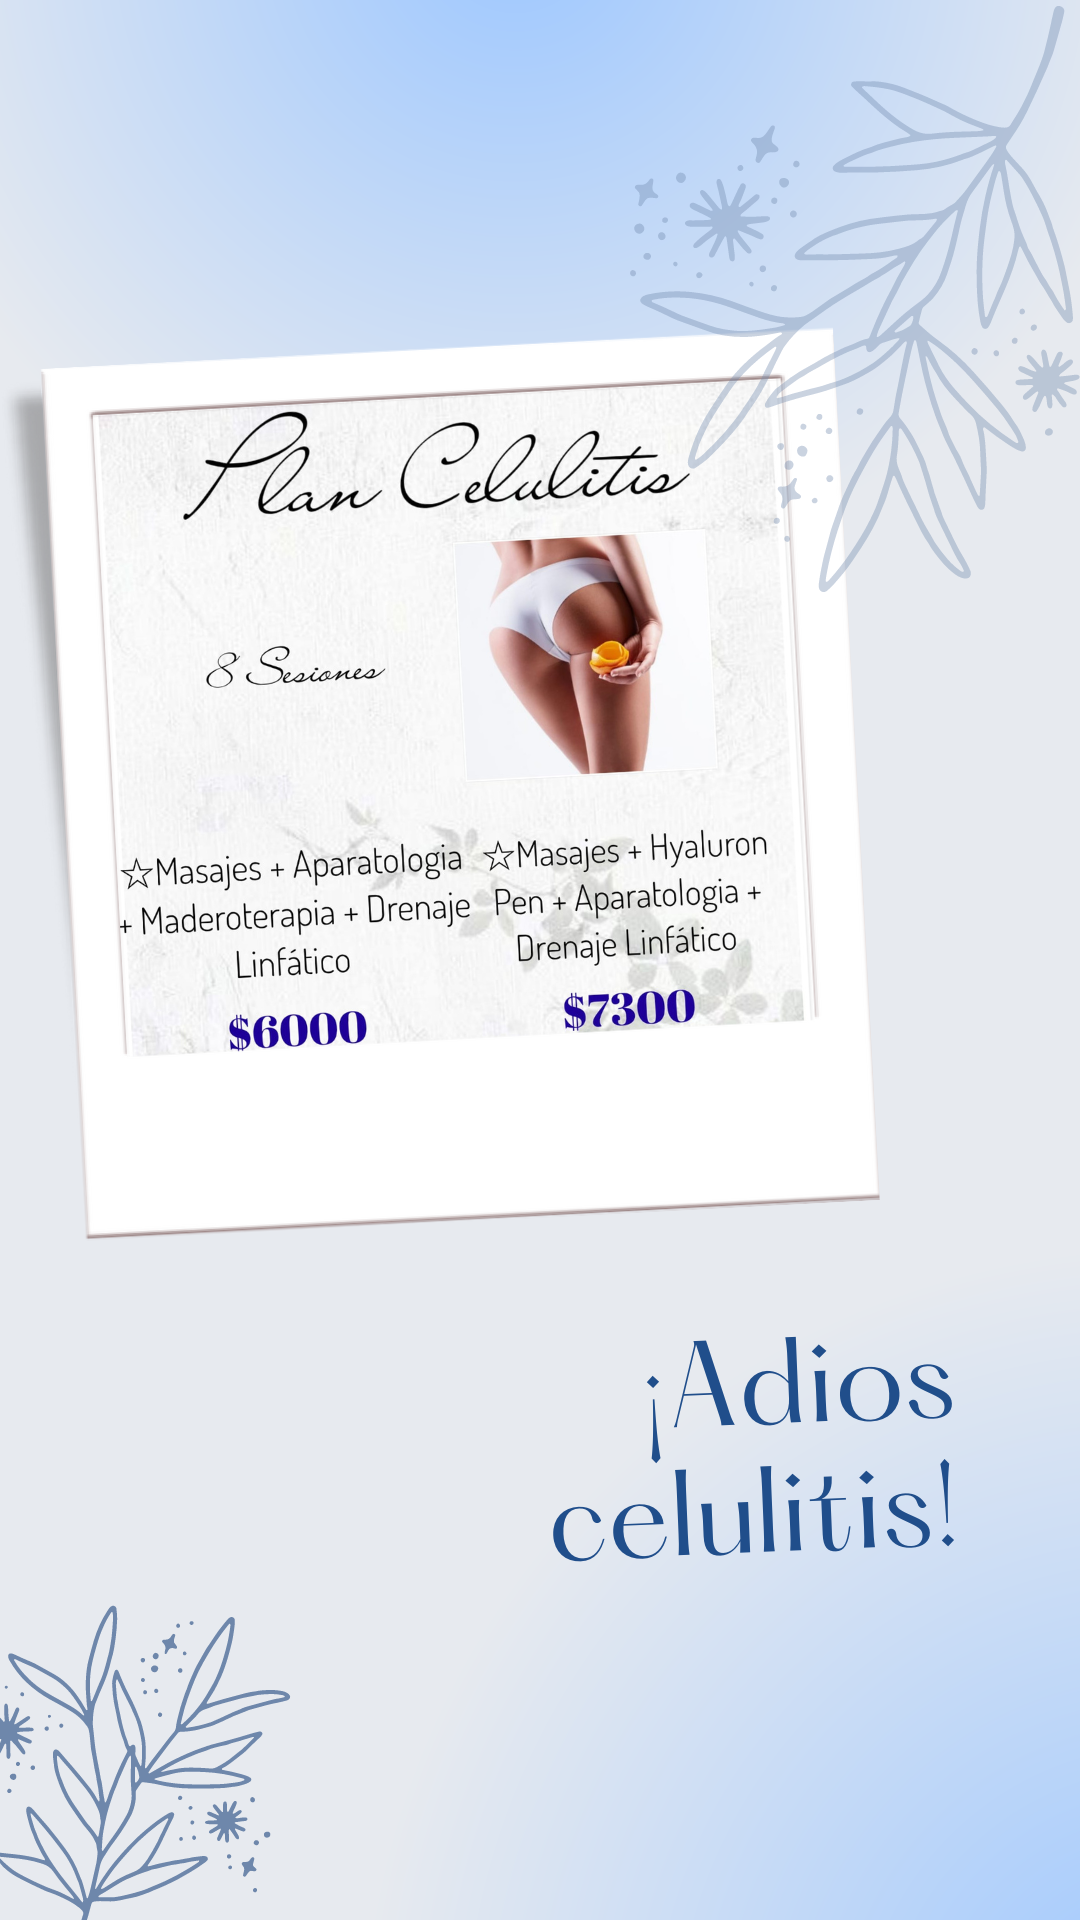 Plan Celulitis
8 Sesiones
☆Masajes + Aparatologia
+ Maderoterapia + Drenaje
Linfático
$6000
☆Masajes + Hyaluron
Pen + Aparatologia +
Drenaje Linfático
$7300
¡Adios
celulitis!